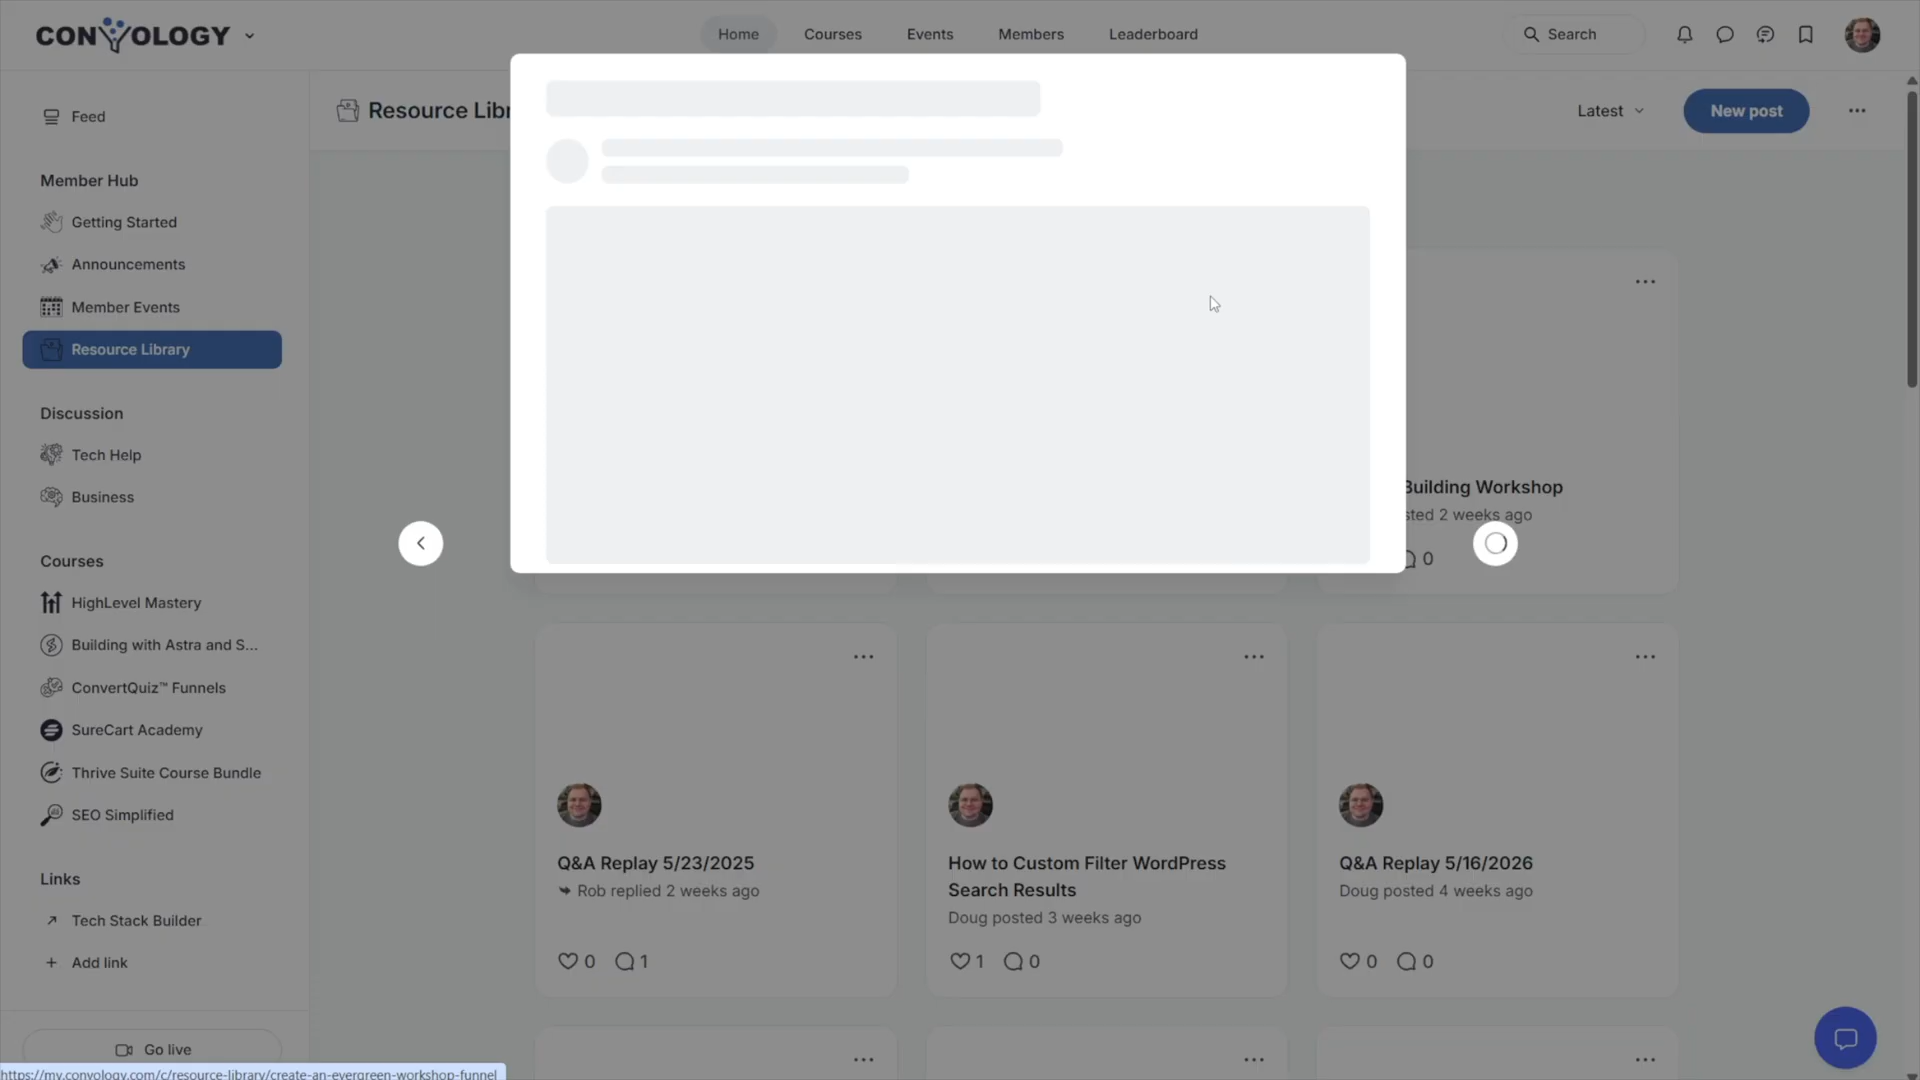 CONVOLOGY
Home
Courses
Events
Members
Leaderboard
Search
Feed
Member Hub
Getting Started
Announcements
Member Events
Resource Library
Discussion
Tech Help
Business
Courses
HighLevel Mastery
Building with Astra and S...
ConvertQuiz™ Funnels
SureCart Academy
Thrive Suite Course Bundle
SEO Simplified
Links
Tech Stack Builder
Add link
Go live
https://my.convology.com/c/resource-library/create-an-evergreen-workshop-funnel
Resource Libr
Latest
New post
Building Workshop
sted 2 weeks ago
0
Q&A Replay 5/23/2025
Rob replied 2 weeks ago
0 1
How to Custom Filter WordPress
Search Results
Doug posted 3 weeks ago
1 0
Q&A Replay 5/16/2026
Doug posted 4 weeks ago
0 0